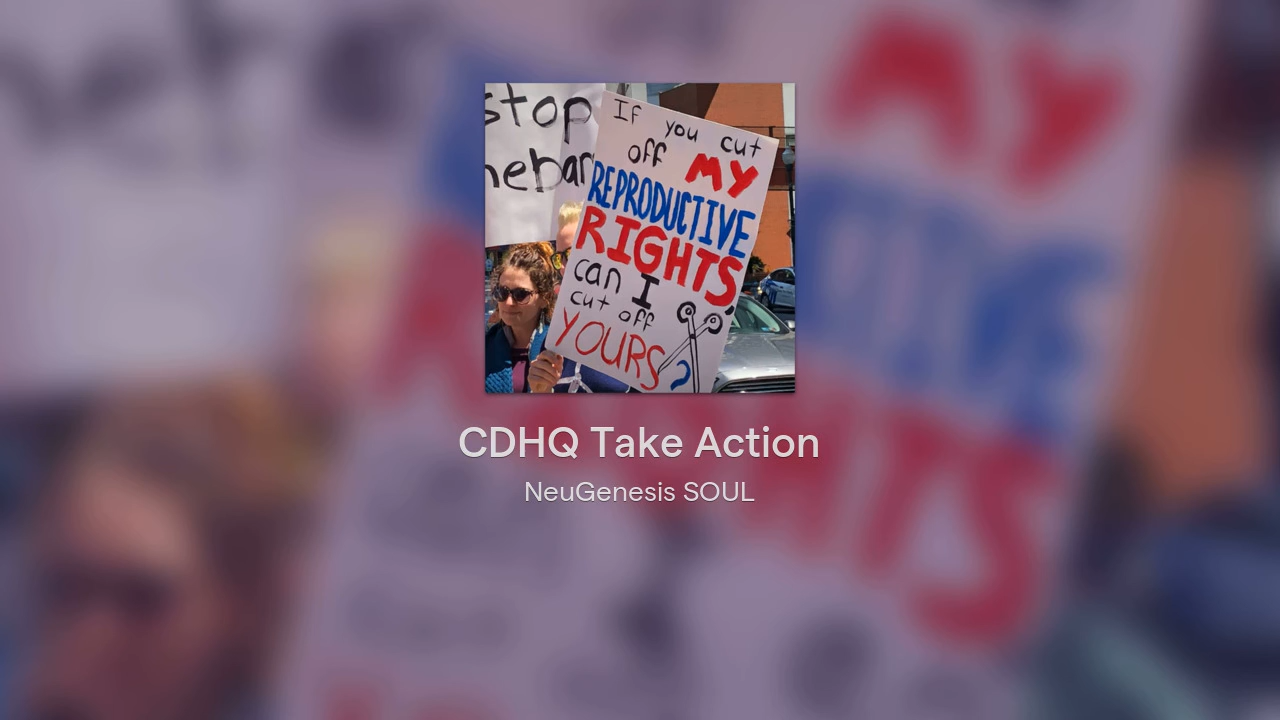 stop
If you cut
off MY
REPRODUCTIVE
RIGHTS
can I
cut off
YOURS
?
CDHQ Take Action
NeuGenesis SOUL